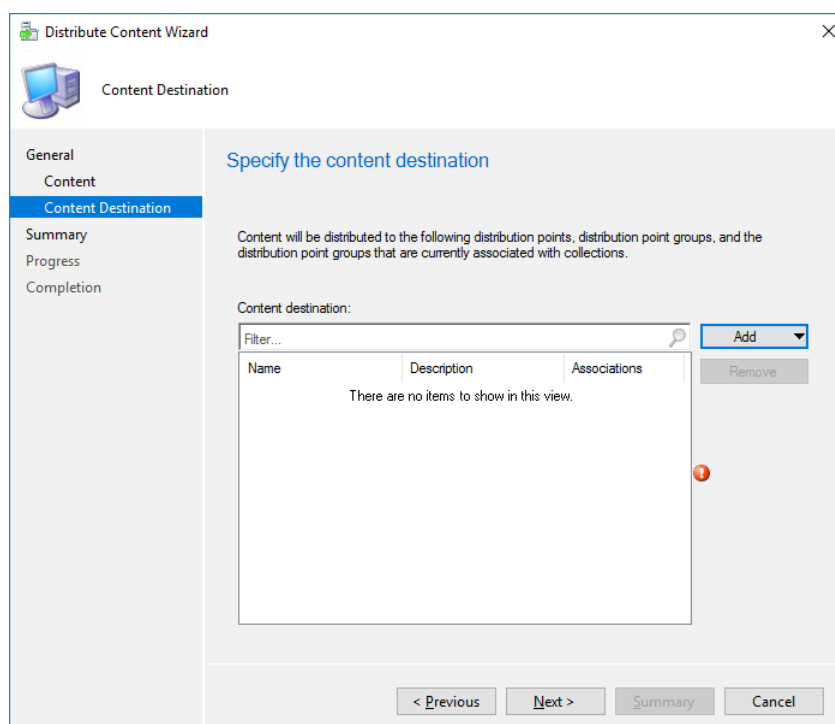 Distribute Content Wizard
Content Destination
General
Content
Content Destination
Summary
Progress
Completion
Specify the content destination
Content will be distributed to the following distribution points, distribution point groups, and the
distribution point groups that are currently associated with collections.
Content destination:
Filter...
Add
Name Description Associations
Remove
There are no items to show in this view.
< Previous Next > Summary Cancel